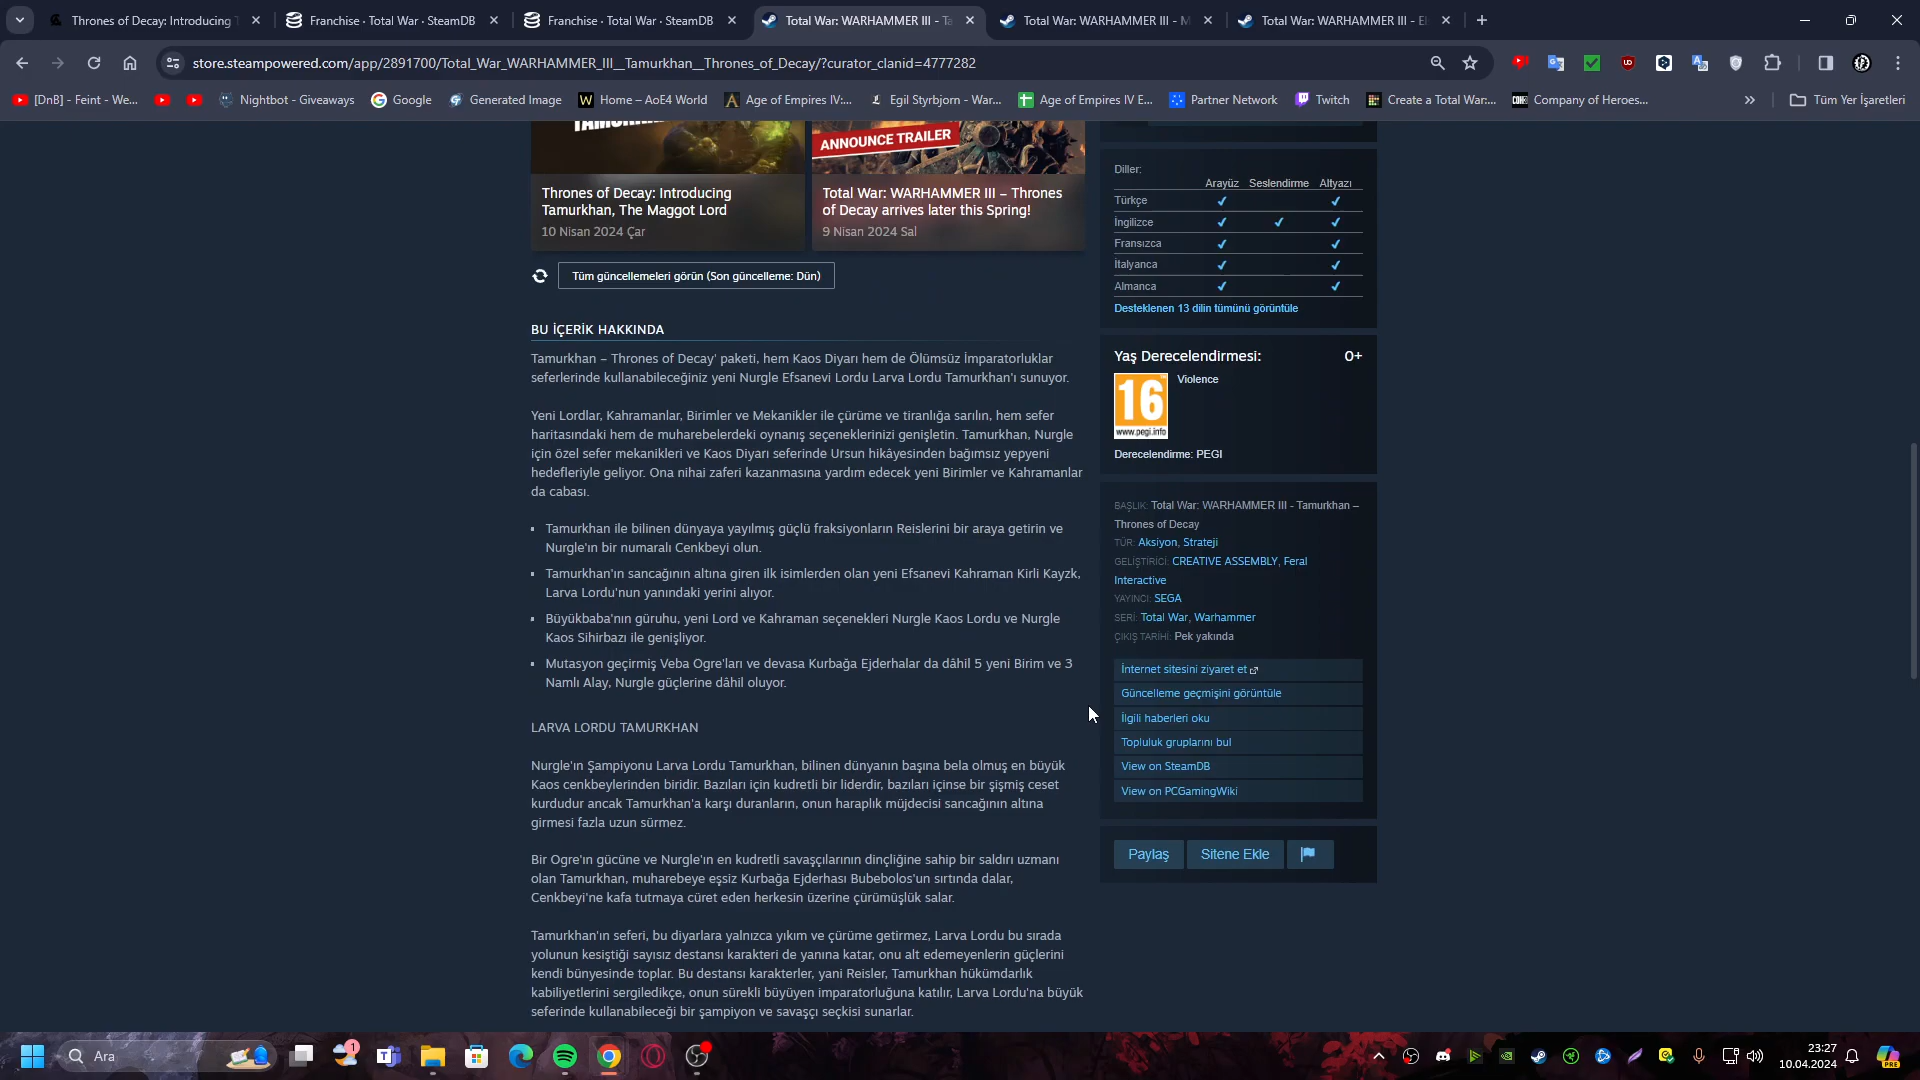 Thrones of Decay: Introducing
Franchise · Total War · SteamDB
Franchise · Total War · SteamDB
Total War: WARHAMMER III - Ta
Total War: WARHAMMER III - M
Total War: WARHAMMER III - El
store.steampowered.com/app/2891700/Total_War_WARHAMMER_III__Tamurkhan__Thrones_of_Decay/?curator_clanid=4777282
[DnB] - Feint - We...
Nightbot - Giveaways
Google
Generated Image
Home – AoE4 World
Age of Empires IV:...
Egil Styrbjorn - War...
Age of Empires IV E...
Partner Network
Twitch
Create a Total War:...
Company of Heroes...
Tüm Yer İşaretleri
ANNOUNCE TRAILER
Thrones of Decay: Introducing
Tamurkhan, The Maggot Lord
10 Nisan 2024 Çar
Total War: WARHAMMER III – Thrones
of Decay arrives later this Spring!
9 Nisan 2024 Sal
Tüm güncellemeleri görün (Son güncelleme: Dün)
BU İÇERİK HAKKINDA
Tamurkhan – Thrones of Decay' paketi, hem Kaos Diyarı hem de Ölümsüz İmparatorluklar
seferlerinde kullanabileceğiniz yeni Nurgle Efsanevi Lordu Larva Lordu Tamurkhan'ı sunuyor.
Yeni Lordlar, Kahramanlar, Birimler ve Mekanikler ile çürüme ve tiranlığa sarılın, hem sefer
haritasındaki hem de muharebelerdeki oynanış seçeneklerinizi genişletin. Tamurkhan, Nurgle
için özel sefer mekanikleri ve Kaos Diyarı seferinde Ursun hikâyesinden bağımsız yepyeni
hedefleriyle geliyor. Ona nihai zaferi kazanmasına yardım edecek yeni Birimler ve Kahramanlar
da cabası.
▪ Tamurkhan ile bilinen dünyaya yayılmış güçlü fraksiyonların Reislerini bir araya getirin ve
Nurgle'ın bir numaralı Cenkbeyi olun.
▪ Tamurkhan'ın sancağının altına giren ilk isimlerden olan yeni Efsanevi Kahraman Kirli Kayzk,
Larva Lordu'nun yanındaki yerini alıyor.
▪ Büyükbaba'nın güruhu, yeni Lord ve Kahraman seçenekleri Nurgle Kaos Lordu ve Nurgle
Kaos Sihirbazı ile genişliyor.
▪ Mutasyon geçirmiş Veba Ogre'ları ve devasa Kurbağa Ejderhalar da dâhil 5 yeni Birim ve 3
Namlı Alay, Nurgle güçlerine dâhil oluyor.
LARVA LORDU TAMURKHAN
Nurgle'ın Şampiyonu Larva Lordu Tamurkhan, bilinen dünyanın başına bela olmuş en büyük
Kaos cenkbeylerinden biridir. Bazıları için kudretli bir liderdir, bazıları içinse bir şişmiş ceset
kurdudur ancak Tamurkhan'a karşı duranların, onun haraplık müjdecisi sancağının altına
girmesi fazla uzun sürmez.
Bir Ogre'ın gücüne ve Nurgle'ın en kudretli savaşçılarının dinçliğine sahip bir saldırı uzmanı
olan Tamurkhan, muharebeye eşsiz Kurbağa Ejderhası Bubebolos'un sırtında dalar,
Cenkbeyi'ne kafa tutmaya cüret eden herkesin üzerine çürümüşlük salar.
Tamurkhan'ın seferi, bu diyarlara yalnızca yıkım ve çürüme getirmez, Larva Lordu bu sırada
yolunun kesiştiği sayısız destansı karakteri de yanına katar, onu alt edemeyenlerin güçlerini
kendi bünyesinde toplar. Bu destansı karakterler, yani Reisler, Tamurkhan hükümdarlık
kabiliyetlerini sergiledikçe, onun sürekli büyüyen imparatorluğuna katılır, Larva Lordu'na büyük
seferinde kullanabileceği bir şampiyon ve savaşçı seçkisi sunarlar.
Diller:
Arayüz Seslendirme Altyazı
Türkçe ✔ ✔
İngilizce ✔ ✔ ✔
Fransızca ✔ ✔
İtalyanca ✔ ✔
Almanca ✔ ✔
Desteklenen 13 dilin tümünü görüntüle
Yaş Derecelendirmesi: 0+
16
www.pegi.info
Violence
Derecelendirme: PEGI
BAŞLIK: Total War: WARHAMMER III - Tamurkhan –
Thrones of Decay
TÜR: Aksiyon, Strateji
GELİŞTİRİCİ: CREATIVE ASSEMBLY, Feral
Interactive
YAYINCI: SEGA
SERİ: Total War, Warhammer
ÇIKIŞ TARİHİ: Pek yakında
İnternet sitesini ziyaret et
Güncelleme geçmişini görüntüle
İlgili haberleri oku
Topluluk gruplarını bul
View on SteamDB
View on PCGamingWiki
Paylaş
Sitene Ekle
Ara
1
23:27
10.04.2024